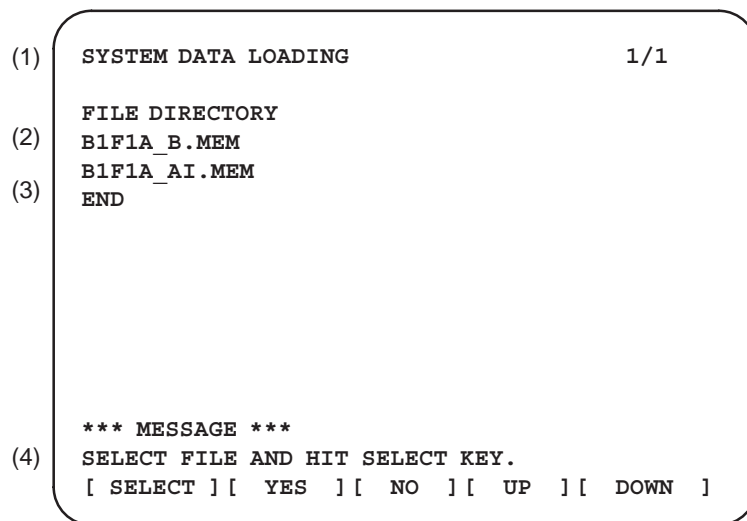 (1) SYSTEM DATA LOADING 1/1
FILE DIRECTORY
(2) B1F1A_B.MEM
B1F1A_AI.MEM
(3) END
*** MESSAGE ***
(4) SELECT FILE AND HIT SELECT KEY.
[ SELECT ][ YES ][ NO ][ UP ][ DOWN ]